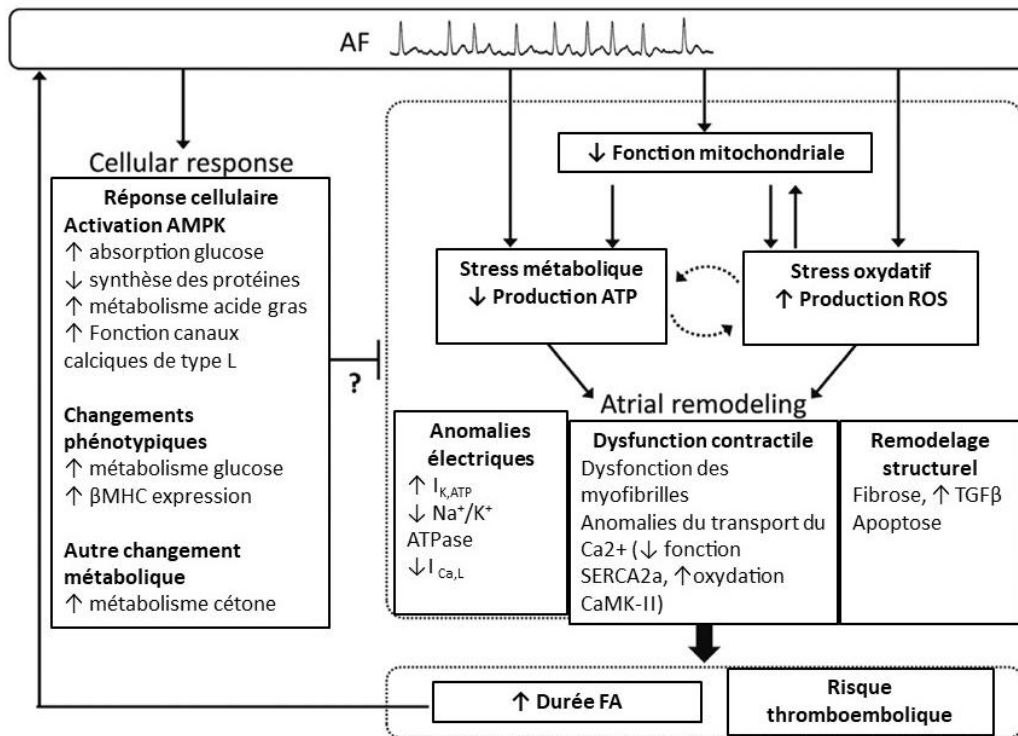 AF
Cellular response
Réponse cellulaire
Activation AMPK
↑ absorption glucose
↓ synthèse des protéines
↑ métabolisme acide gras
↑ Fonction canaux
calciques de type L
Changements
phénotypiques
↑ métabolisme glucose
↑ βMHC expression
Autre changement
métabolique
↑ métabolisme cétone
?
↓ Fonction mitochondriale
Stress métabolique
↓ Production ATP
Stress oxydatif
↑ Production ROS
Atrial remodeling
Anomalies
électriques
↑ I K,ATP
↓ Na⁺/K⁺
ATPase
↓ I Ca,L
Dysfunction contractile
Dysfonction des
myofibrilles
Anomalies du transport du
Ca2+ (↓ fonction
SERCA2a, ↑ oxydation
CaMK-II)
Remodelage
structurel
Fibrose, ↑ TGFβ
Apoptose
↑ Durée FA
Risque
thromboembolique